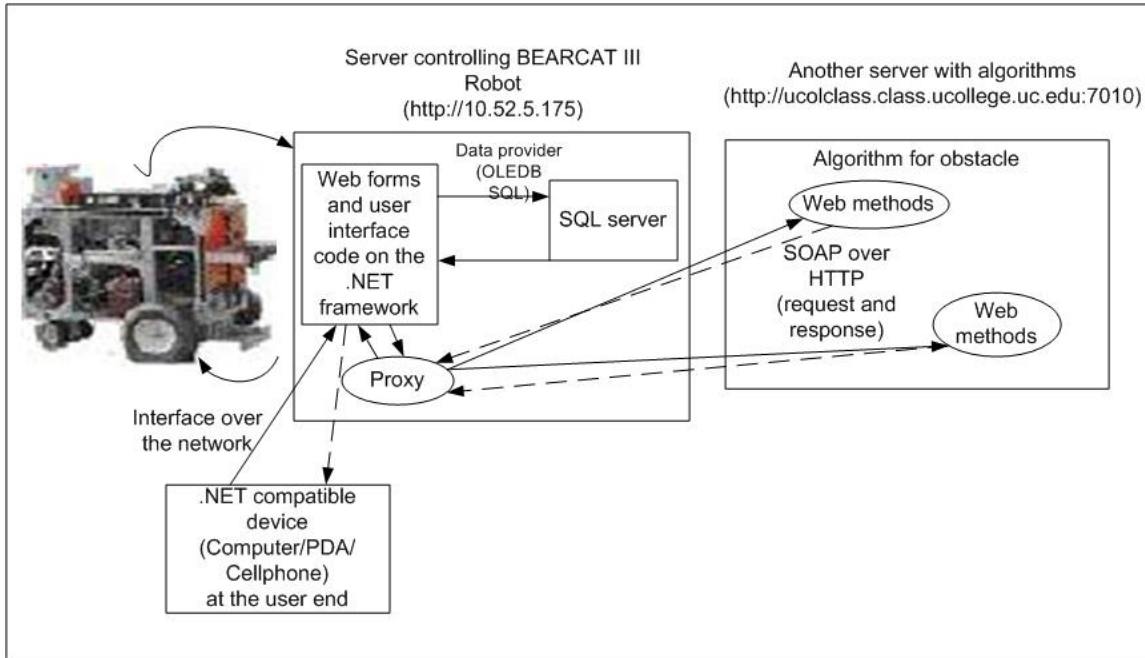 Server controlling BEARCAT III
Robot
(http://10.52.5.175)
Another server with algorithms
(http://ucolclass.class.ucollege.uc.edu:7010)
Web forms
and user
interface
code on the
.NET
framework
Data provider
(OLEDB
SQL)
SQL server
Proxy
Algorithm for obstacle
Web methods
SOAP over
HTTP
(request and
response)
Web
methods
Interface over
the network
.NET compatible
device
(Computer/PDA/
Cellphone)
at the user end